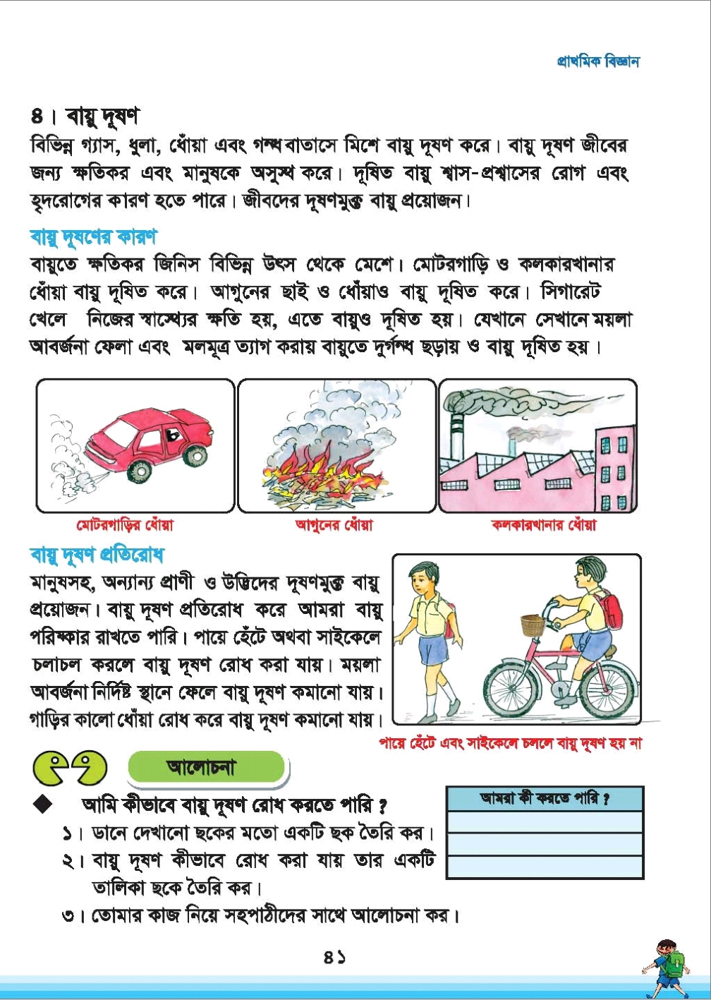 প্রাথমিক বিজ্ঞান
৪। বায়ু দূষণ
বিভিন্ন গ্যাস, ধুলা, ধোঁয়া এবং গন্ধ বাতাসে মিশে বায়ু দূষণ করে। বায়ু দূষণ জীবের
জন্য ক্ষতিকর এবং মানুষকে অসুস্থ করে। দূষিত বায়ু শ্বাস-প্রশ্বাসের রোগ এবং
হৃদরোগের কারণ হতে পারে। জীবদের দূষণমুক্ত বায়ু প্রয়োজন।
বায়ু দূষণের কারণ
বায়ুতে ক্ষতিকর জিনিস বিভিন্ন উৎস থেকে মেশে। মোটরগাড়ি ও কলকারখানার
ধোঁয়া বায়ু দূষিত করে। আগুনের ছাই ও ধোঁয়াও বায়ু দূষিত করে। সিগারেট
খেলে নিজের স্বাস্থ্যের ক্ষতি হয়, এতে বায়ুও দূষিত হয়। যেখানে সেখানে ময়লা
আবর্জনা ফেলা এবং মলমূত্র ত্যাগ করায় বায়ুতে দুর্গন্ধ ছড়ায় ও বায়ু দূষিত হয়।
মোটরগাড়ির ধোঁয়া
আগুনের ধোঁয়া
কলকারখানার ধোঁয়া
বায়ু দূষণ প্রতিরোধ
মানুষসহ, অন্যান্য প্রাণী ও উদ্ভিদের দূষণমুক্ত বায়ু
প্রয়োজন। বায়ু দূষণ প্রতিরোধ করে আমরা বায়ু
পরিষ্কার রাখতে পারি। পায়ে হেঁটে অথবা সাইকেলে
চলাচল করলে বায়ু দূষণ রোধ করা যায়। ময়লা
আবর্জনা নির্দিষ্ট স্থানে ফেলে বায়ু দূষণ কমানো যায়।
গাড়ির কালো ধোঁয়া রোধ করে বায়ু দূষণ কমানো যায়।
পায়ে হেঁটে এবং সাইকেলে চললে বায়ু দূষণ হয় না
আলোচনা
আমি কীভাবে বায়ু দূষণ রোধ করতে পারি?
১। ডানে দেখানো ছকের মতো একটি ছক তৈরি কর।
২। বায়ু দূষণ কীভাবে রোধ করা যায় তার একটি
তালিকা ছকে তৈরি কর।
৩। তোমার কাজ নিয়ে সহপাঠীদের সাথে আলোচনা কর।
আমরা কী করতে পারি?
৪১